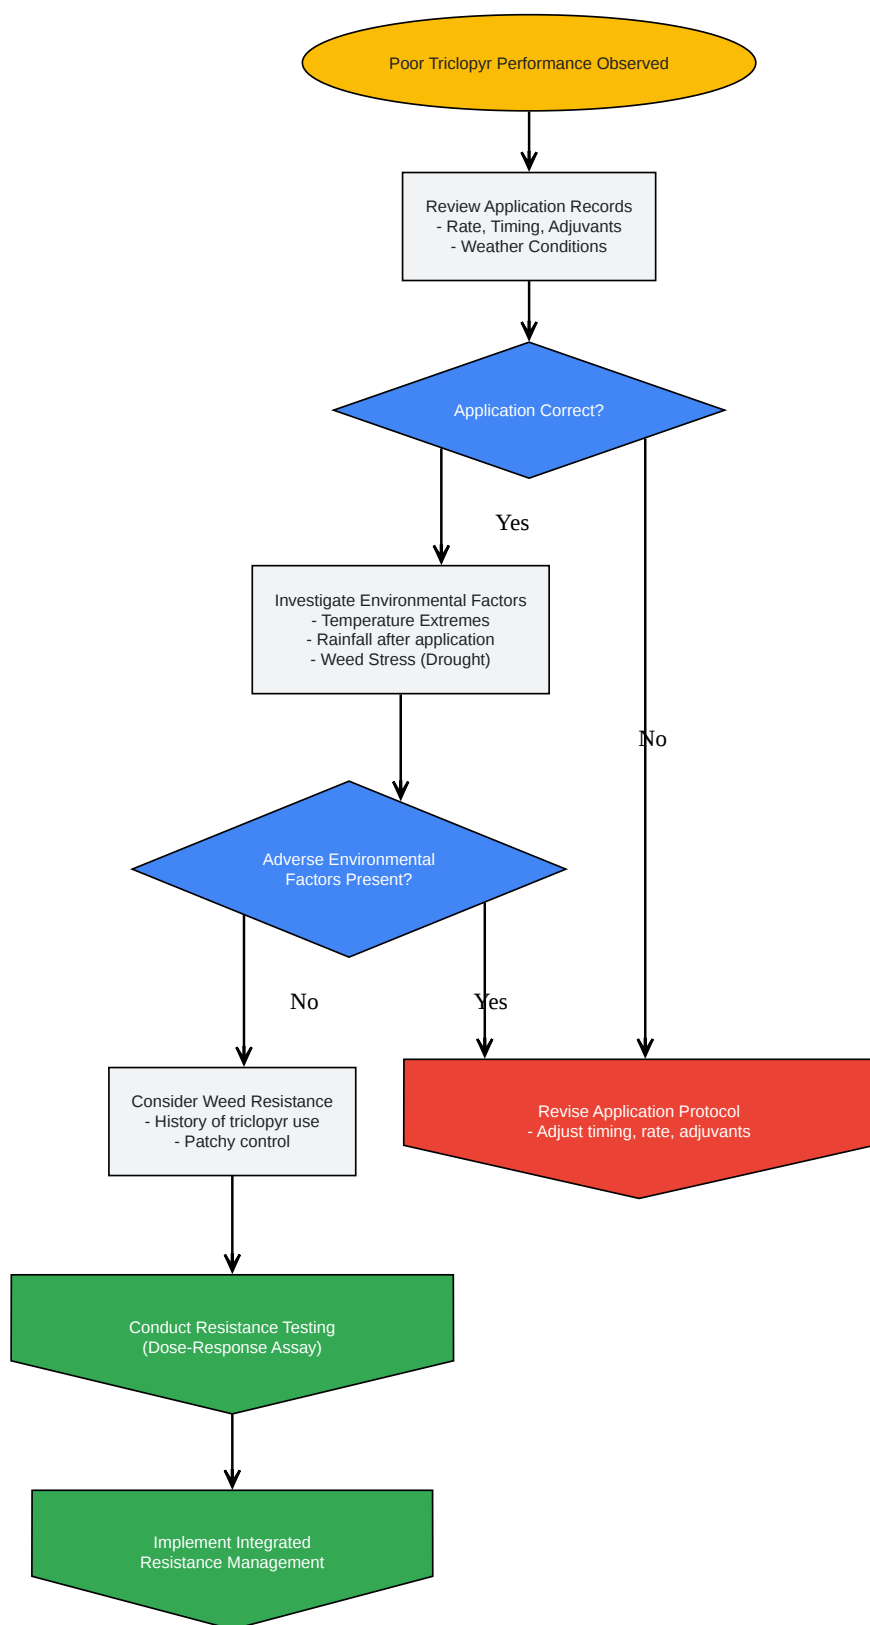 Poor Triclopyr Performance Observed
Review Application Records
- Rate, Timing, Adjuvants
- Weather Conditions
Application Correct?
Yes
Investigate Environmental Factors
- Temperature Extremes
- Rainfall after application
- Weed Stress (Drought)
No
Adverse Environmental
Factors Present?
No
Yes
Consider Weed Resistance
- History of triclopyr use
- Patchy control
Revise Application Protocol
- Adjust timing, rate, adjuvants
Conduct Resistance Testing
(Dose-Response Assay)
Implement Integrated
Resistance Management